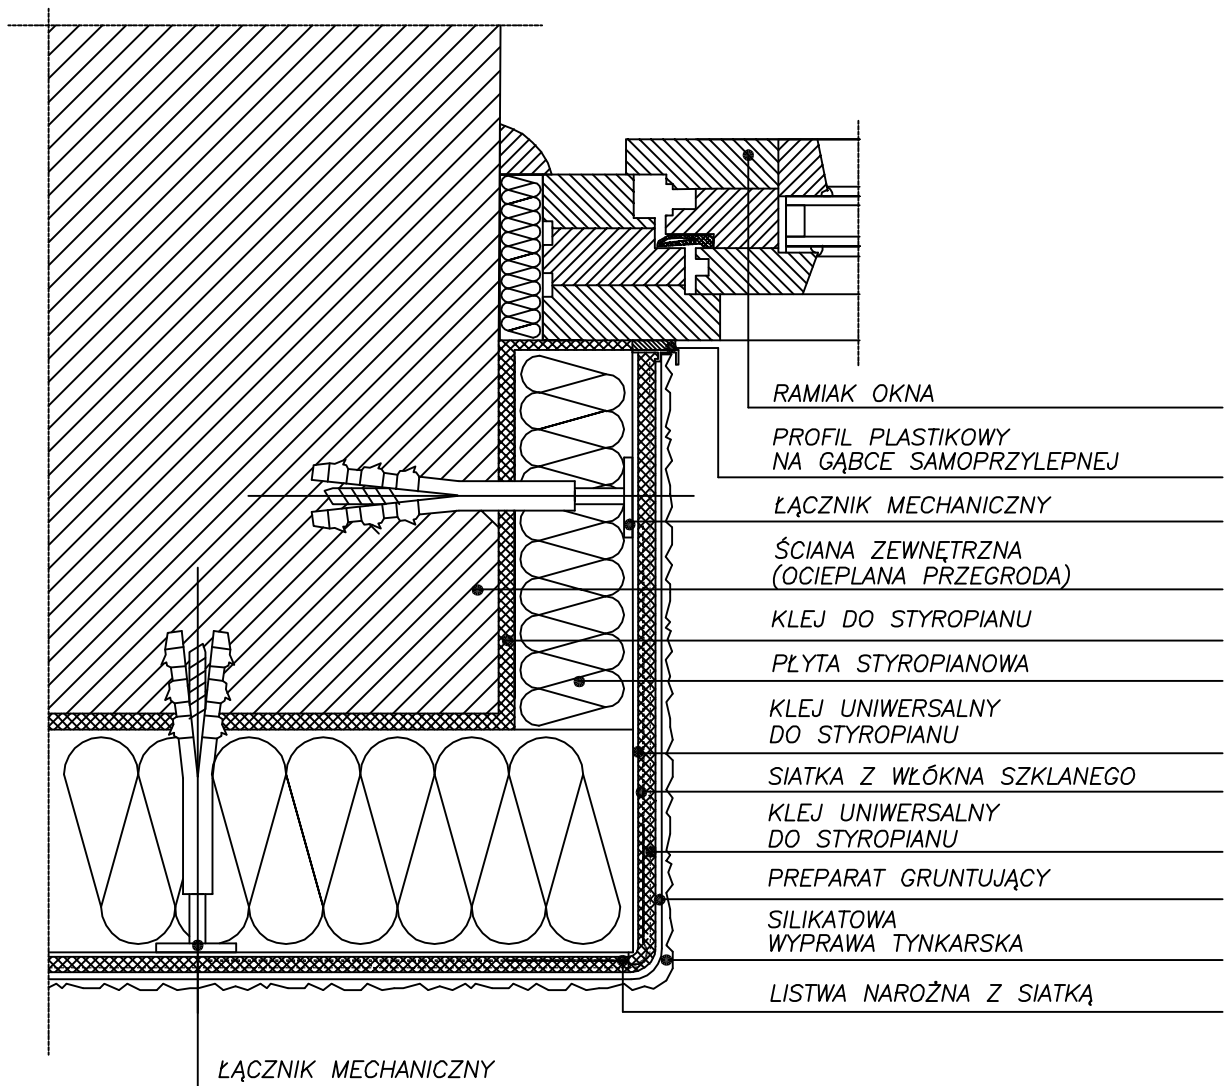 RAMIAK OKNA
PROFIL PLASTIKOWY
NA GĄBCE SAMOPRZYLEPNEJ
ŁĄCZNIK MECHANICZNY
ŚCIANA ZEWNĘTRZNA
(OCIEPLANA PRZEGRODA)
KLEJ DO STYROPIANU
PŁYTA STYROPIANOWA
KLEJ UNIWERSALNY
DO STYROPIANU
SIATKA Z WŁÓKNA SZKLANEGO
KLEJ UNIWERSALNY
DO STYROPIANU
PREPARAT GRUNTUJĄCY
SILIKATOWA
WYPRAWA TYNKARSKA
LISTWA NAROŻNA Z SIATKĄ
ŁĄCZNIK MECHANICZNY